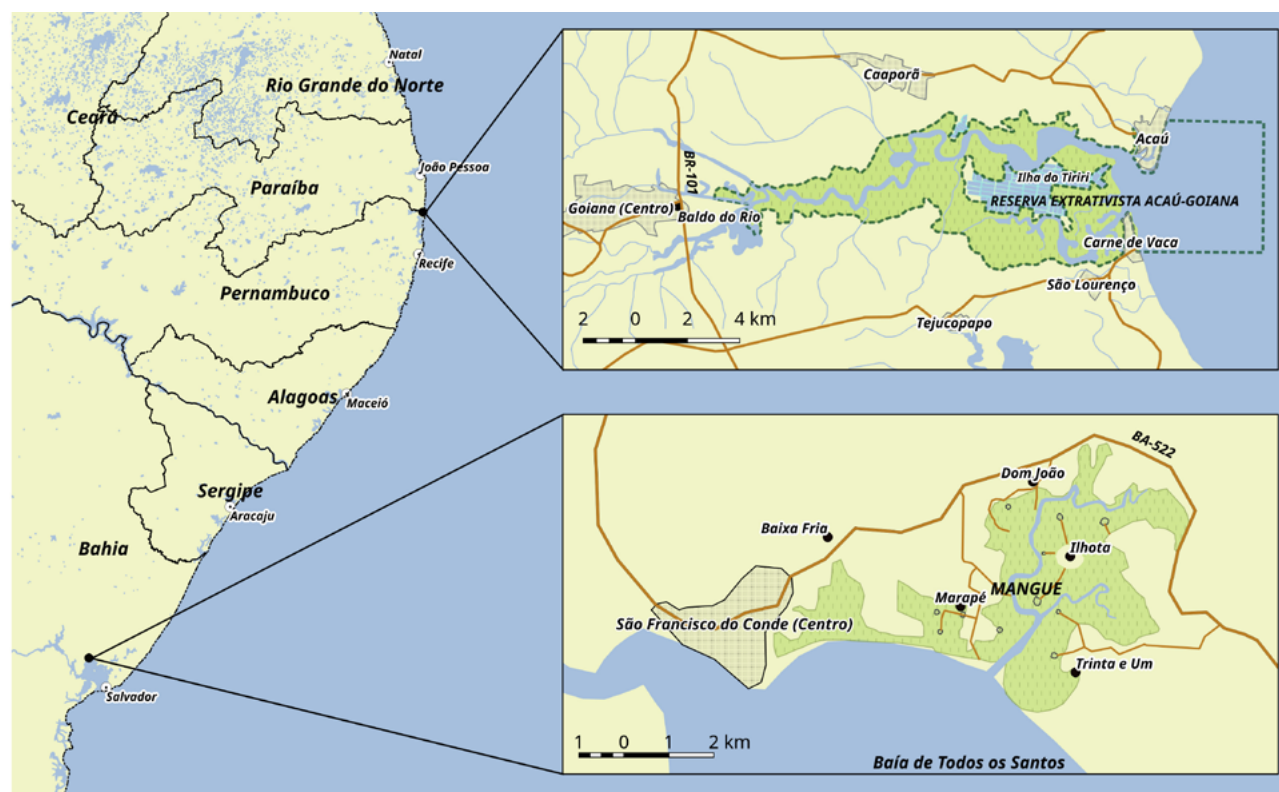 Natal
Rio Grande do Norte
Ceará
João Pessoa
Paraíba
Recife
Pernambuco
Alagoas
Maceió
Sergipe
Aracaju
Bahia
Salvador
Caaporã
Acaú
BR-101
Ilha do Tiriri
RESERVA EXTRATIVISTA ACAÚ-GOIANA
Goiana (Centro)
Baldo do Rio
Carne de Vaca
São Lourenço
Tejucopapo
2 0 2 4 km
BA-522
Dom João
Baixa Fria
Ilhota
MANGUE
Marapé
São Francisco do Conde (Centro)
Trinta e Um
1 0 1 2 km
Baía de Todos os Santos